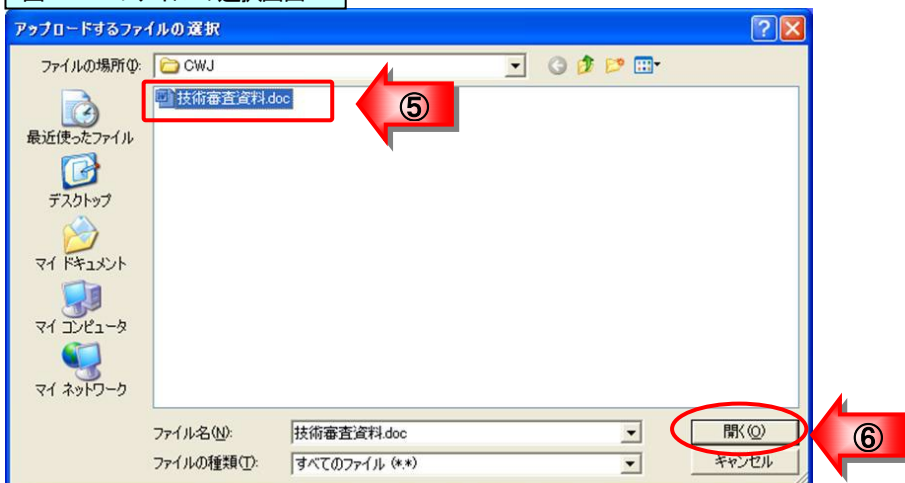 アップロードするファイルの選択
ファイルの場所(I):
CWJ
技術審査資料.doc
⑤
最近使ったファイル
デスクトップ
マイ ドキュメント
マイ コンピュータ
マイ ネットワーク
ファイル名(N):
技術審査資料.doc
開く(O)
⑥
ファイルの種類(T):
すべてのファイル (*.*)
キャンセル